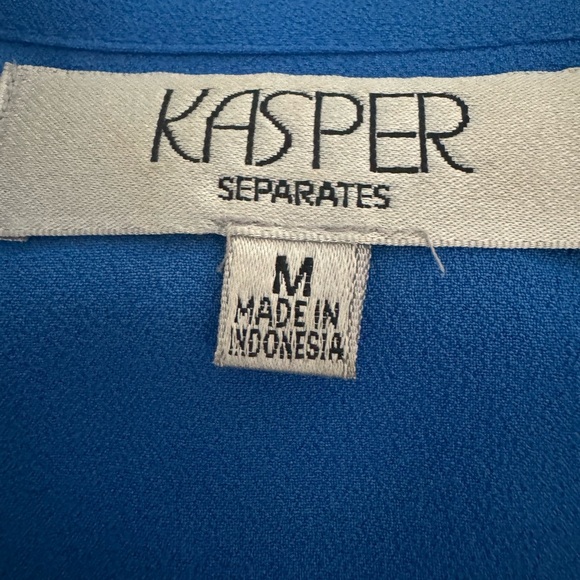 KASPER
SEPARATES
M
MADE IN
INDONESIA